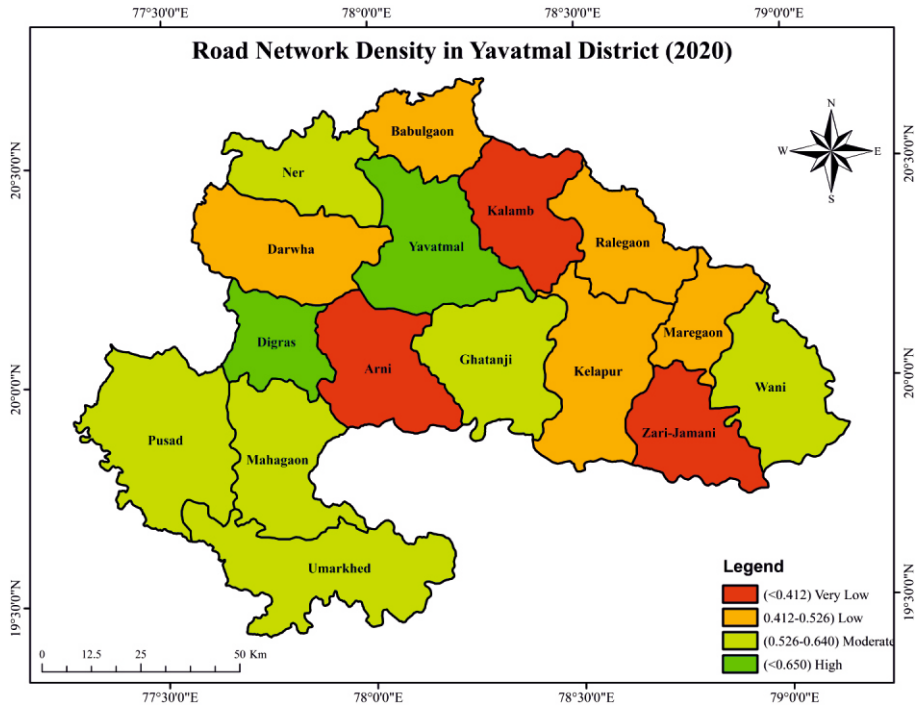 77°30'0"E 78°0'0"E 78°30'0"E 79°0'0"E
Road Network Density in Yavatmal District (2020)
N
W E
S
20°30'0"N 20°30'0"N
20°0'0"N 20°0'0"N
19°30'0"N 19°30'0"N
Babulgaon
Ner
Kalamb
Darwha
Yavatmal
Ralegaon
Digras
Arni
Ghatanji
Maregaon
Kelapur
Wani
Pusad
Mahagaon
Zari-Jamani
Umarkhed
Legend
(<0.412) Very Low
0.412-0.526) Low
(0.526-0.640) Moderate
(<0.650) High
0 12.5 25 50 Km
77°30'0"E 78°0'0"E 78°30'0"E 79°0'0"E